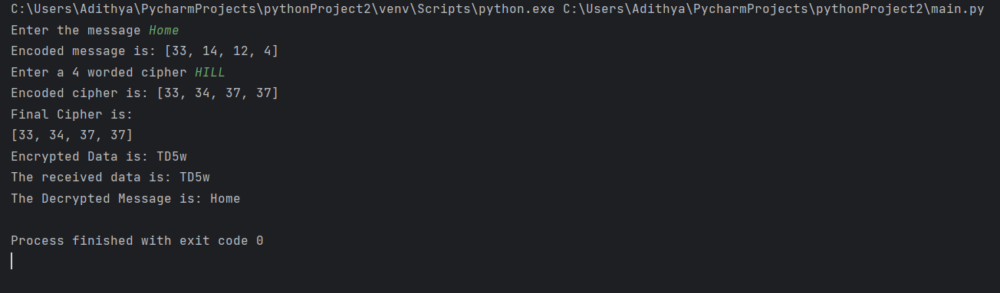 C:\Users\Adithya\PycharmProjects\pythonProject2\venv\Scripts\python.exe C:\Users\Adithya\PycharmProjects\pythonProject2\main.py
Enter the message Home
Encoded message is: [33, 14, 12, 4]
Enter a 4 worded cipher HILL
Encoded cipher is: [33, 34, 37, 37]
Final Cipher is:
[33, 34, 37, 37]
Encrypted Data is: TD5w
The received data is: TD5w
The Decrypted Message is: Home
Process finished with exit code 0